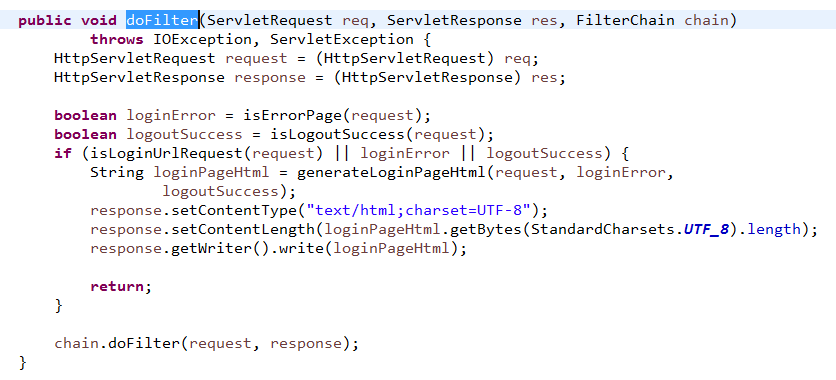 public void doFilter(ServletRequest req, ServletResponse res, FilterChain chain)
        throws IOException, ServletException {
    HttpServletRequest request = (HttpServletRequest) req;
    HttpServletResponse response = (HttpServletResponse) res;

    boolean loginError = isErrorPage(request);
    boolean logoutSuccess = isLogoutSuccess(request);
    if (isLoginUrlRequest(request) || loginError || logoutSuccess) {
        String loginPageHtml = generateLoginPageHtml(request, loginError,
                logoutSuccess);
        response.setContentType("text/html;charset=UTF-8");
        response.setContentLength(loginPageHtml.getBytes(StandardCharsets.UTF_8).length);
        response.getWriter().write(loginPageHtml);

        return;
    }

    chain.doFilter(request, response);
}